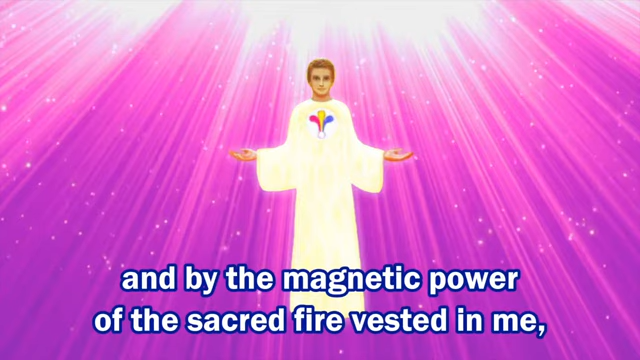 and by the magnetic power
of the sacred fire vested in me,